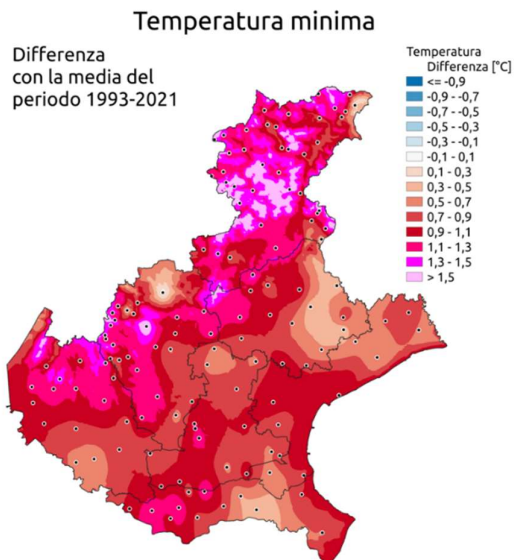 Temperatura minima
Differenza
con la media del
periodo 1993-2021
Temperatura
Differenza [°C]
<= -0,9
-0,9 - -0,7
-0,7 - -0,5
-0,5 - -0,3
-0,3 - -0,1
-0,1 - 0,1
0,1 - 0,3
0,3 - 0,5
0,5 - 0,7
0,7 - 0,9
0,9 - 1,1
1,1 - 1,3
1,3 - 1,5
> 1,5